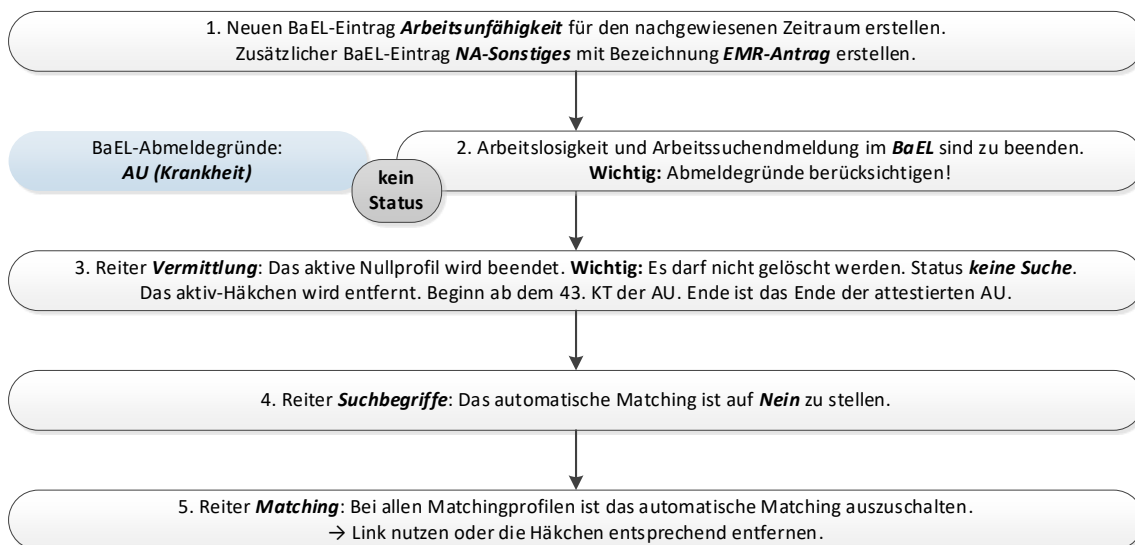 1. Neuen BaEL-Eintrag Arbeitsunfähigkeit für den nachgewiesenen Zeitraum erstellen.
Zusätzlicher BaEL-Eintrag NA-Sonstiges mit Bezeichnung EMR-Antrag erstellen.
BaEL-Abmeldegründe:
AU (Krankheit)
kein
Status
2. Arbeitslosigkeit und Arbeitssuchendmeldung im BaEL sind zu beenden.
Wichtig: Abmeldegründe berücksichtigen!
3. Reiter Vermittlung: Das aktive Nullprofil wird beendet. Wichtig: Es darf nicht gelöscht werden. Status keine Suche.
Das aktiv-Häkchen wird entfernt. Beginn ab dem 43. KT der AU. Ende ist das Ende der attestierten AU.
4. Reiter Suchbegriffe: Das automatische Matching ist auf Nein zu stellen.
5. Reiter Matching: Bei allen Matchingprofilen ist das automatische Matching auszuschalten.
→ Link nutzen oder die Häkchen entsprechend entfernen.